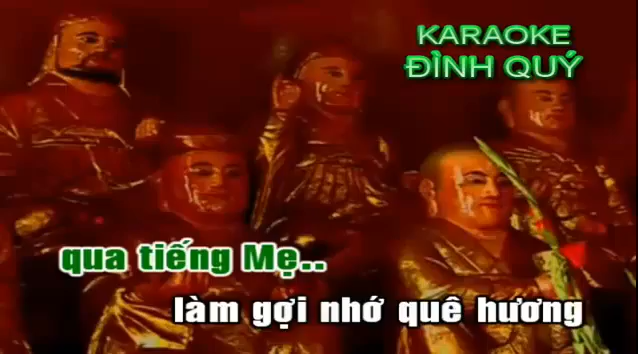 KARAOKE
ĐÌNH QUÝ
qua tiếng Mẹ..
làm gợi nhớ quê hương